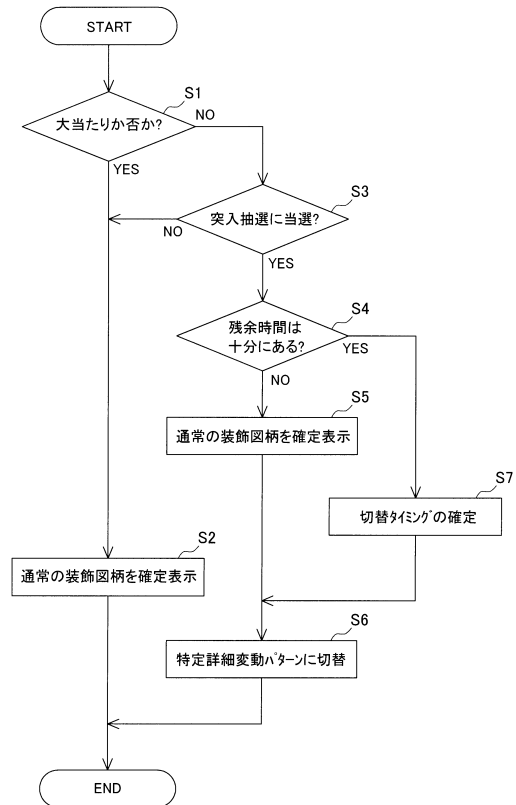 START
S1
大当たりか否か?
NO
YES
S3
突入抽選に当選?
NO
YES
S4
残余時間は
十分にある?
YES
NO
S5
通常の装飾図柄を確定表示
S7
切替ﾀｲﾐﾝｸﾞの確定
S2
通常の装飾図柄を確定表示
S6
特定詳細変動ﾊﾟﾀｰﾝに切替
END